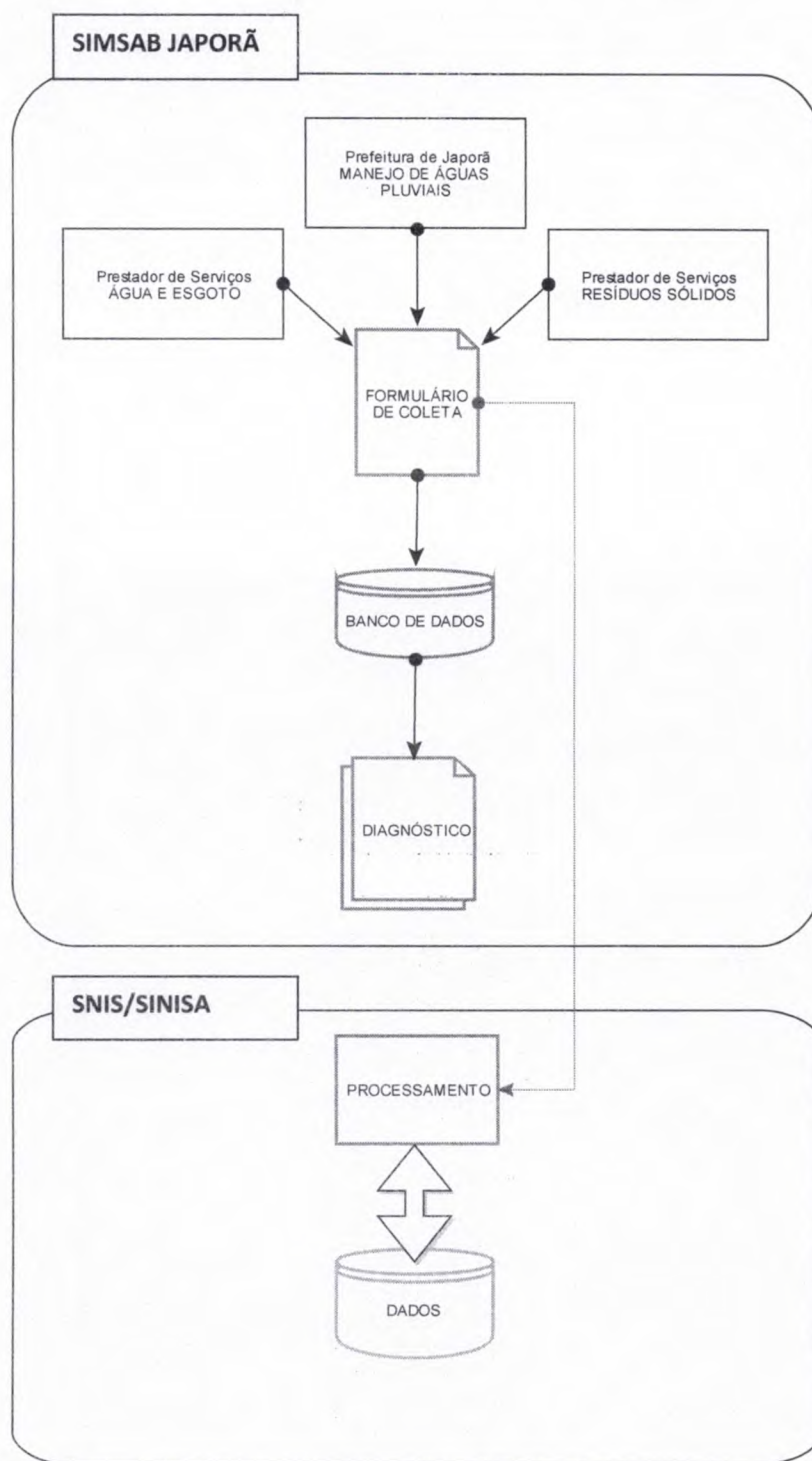 SIMSAB JAPORÃ
Prefeitura de Japorã
MANEJO DE ÁGUAS
PLUVIAIS
Prestador de Serviços
ÁGUA E ESGOTO
Prestador de Serviços
RESÍDUOS SÓLIDOS
FORMULÁRIO
DE COLETA
BANCO DE DADOS
DIAGNÓSTICO
SNIS/SINISA
PROCESSAMENTO
DADOS